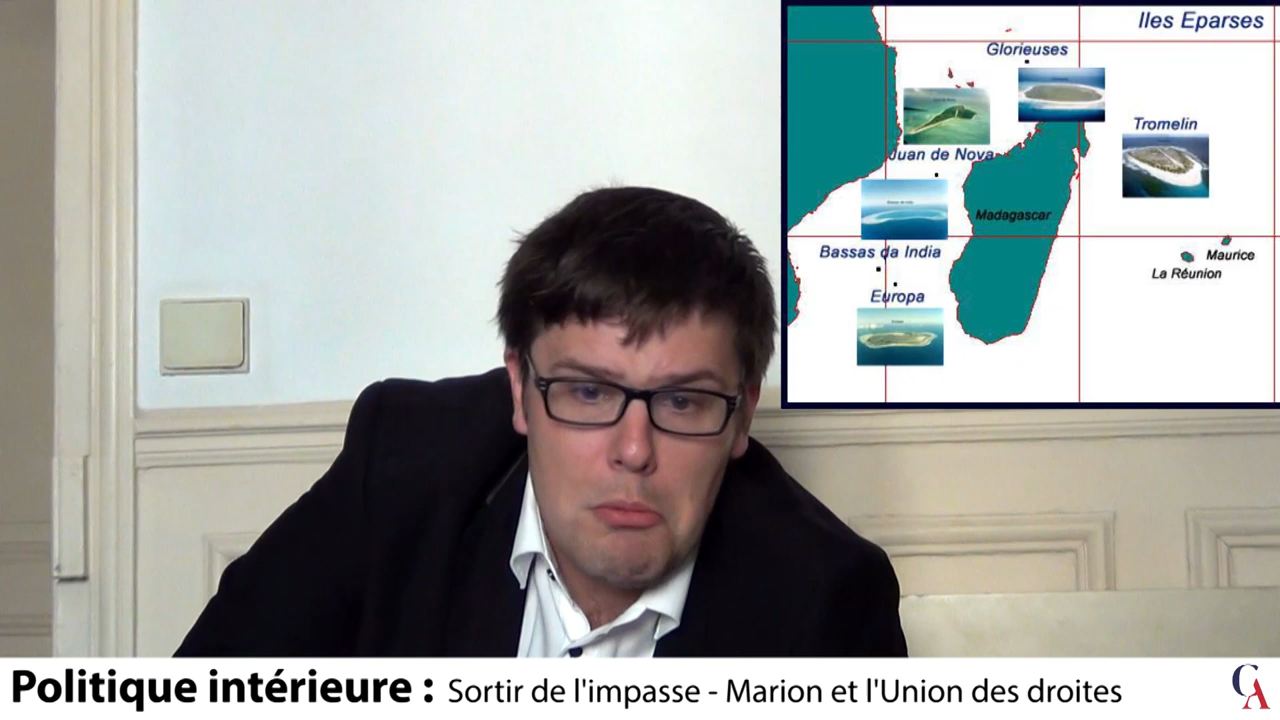 Iles Eparses
Glorieuses
Tromelin
Juan de Nova
Madagascar
Bassas da India
Maurice
La Réunion
Europa
Politique intérieure : Sortir de l'impasse - Marion et l'Union des droites
CA